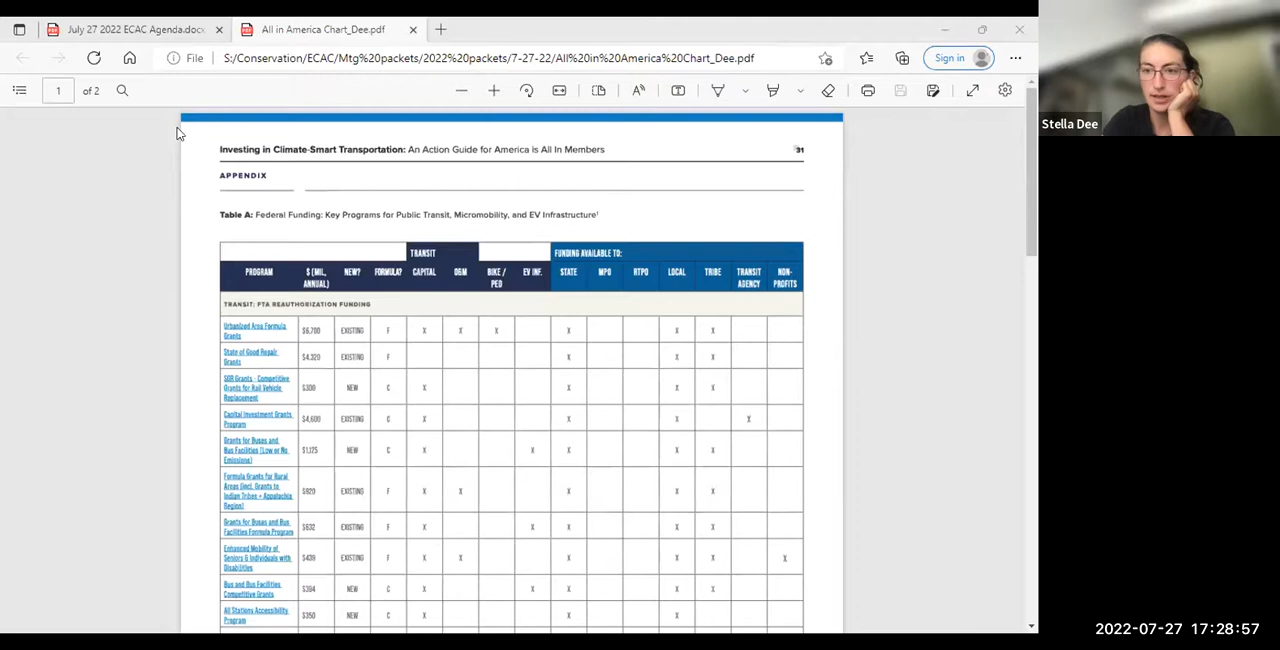 July 27 2022 ECAC Agenda.docx
All in America Chart_Dee.pdf
File
S:/Conservation/ECAC/Mtg%20packets/2022%20packets/7-27-22/All%20in%20America%20Chart_Dee.pdf
Sign in
1 of 2
Stella Dee
Investing in Climate-Smart Transportation: An Action Guide for America is All In Members
31
APPENDIX
Table A: Federal Funding: Key Programs for Public Transit, Micromobility, and EV Infrastructure¹
TRANSIT FUNDING AVAILABLE TO:
PROGRAM $ (MIL, ANNUAL) NEW? FORMULA? CAPITAL O&M BIKE / PED EV INF. STATE MPO RTPO LOCAL TRIBE TRANSIT AGENCY NON-PROFITS
TRANSIT: FTA REAUTHORIZATION FUNDING
Urbanized Area Formula Grants $6,700 EXISTING F X X X X X X
State of Good Repair Grants $4,320 EXISTING F X X X
SGR Grants - Competitive Grants for Rail Vehicle Replacement $300 NEW C X X X X
Capital Investment Grants Program $4,600 EXISTING C X X X X
Grants for Buses and Bus Facilities (Low or No Emissions) $1,125 NEW C X X X X X
Formula Grants for Rural Areas (incl. Grants to Indian Tribes + Appalachia Region) $820 EXISTING F X X X X X
Grants for Buses and Bus Facilities Formula Program $632 EXISTING F X X X X X
Enhanced Mobility of Seniors & Individuals with Disabilities $439 EXISTING F X X X X X X
Bus and Bus Facilities Competitive Grants $394 NEW C X X X X X
All Stations Accessibility Program $350 NEW C X X X
2022-07-27 17:28:57